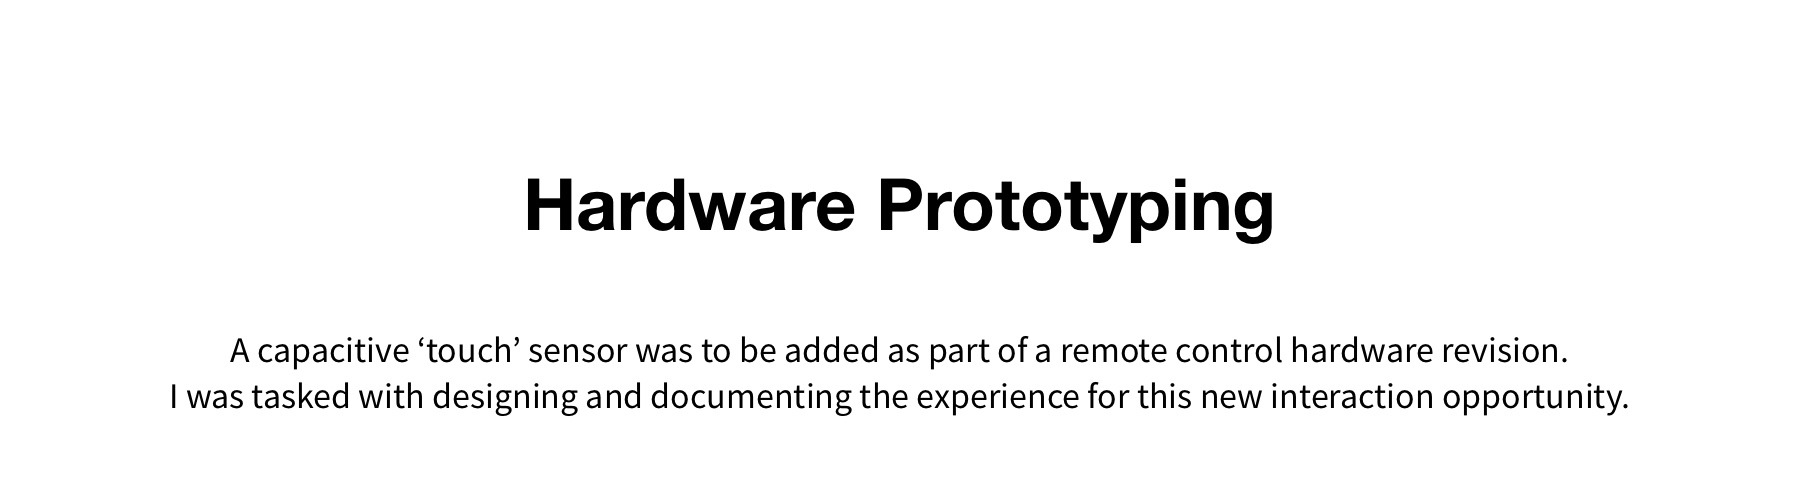 Hardware Prototyping
A capacitive ‘touch’ sensor was to be added as part of a remote control hardware revision.
I was tasked with designing and documenting the experience for this new interaction opportunity.